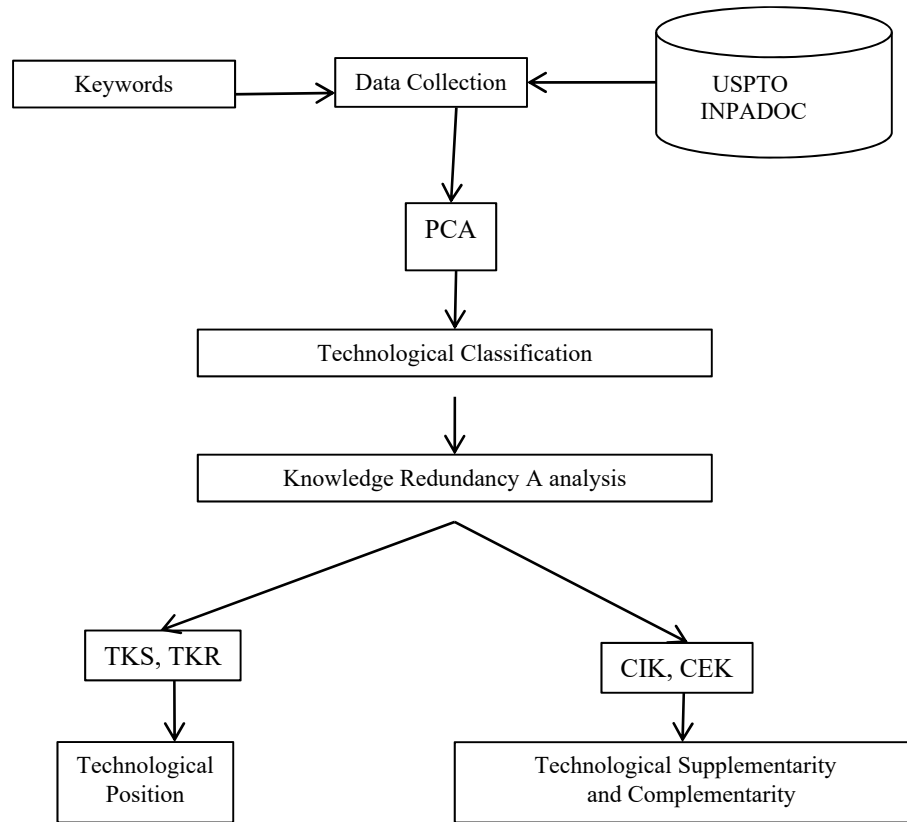 Keywords
Data Collection
USPTO
INPADOC
PCA
Technological Classification
Knowledge Redundancy A analysis
TKS, TKR
CIK, CEK
Technological
Position
Technological Supplementarity
and Complementarity